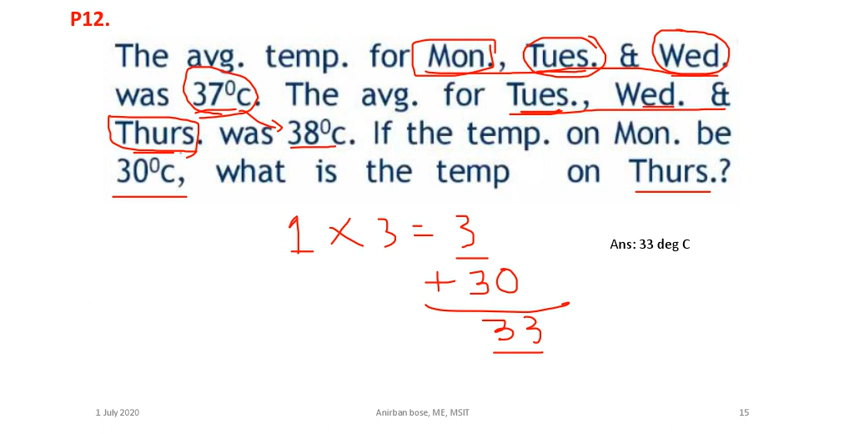 P12.
The avg. temp. for Mon., Tues. & Wed.
was 37⁰c. The avg. for Tues., Wed. &
Thurs. was 38⁰c. If the temp. on Mon. be
30⁰c, what is the temp on Thurs.?
1 × 3 = 3
Ans: 33 deg C
+ 30
33
1 July 2020
Anirban bose, ME, MSIT
15